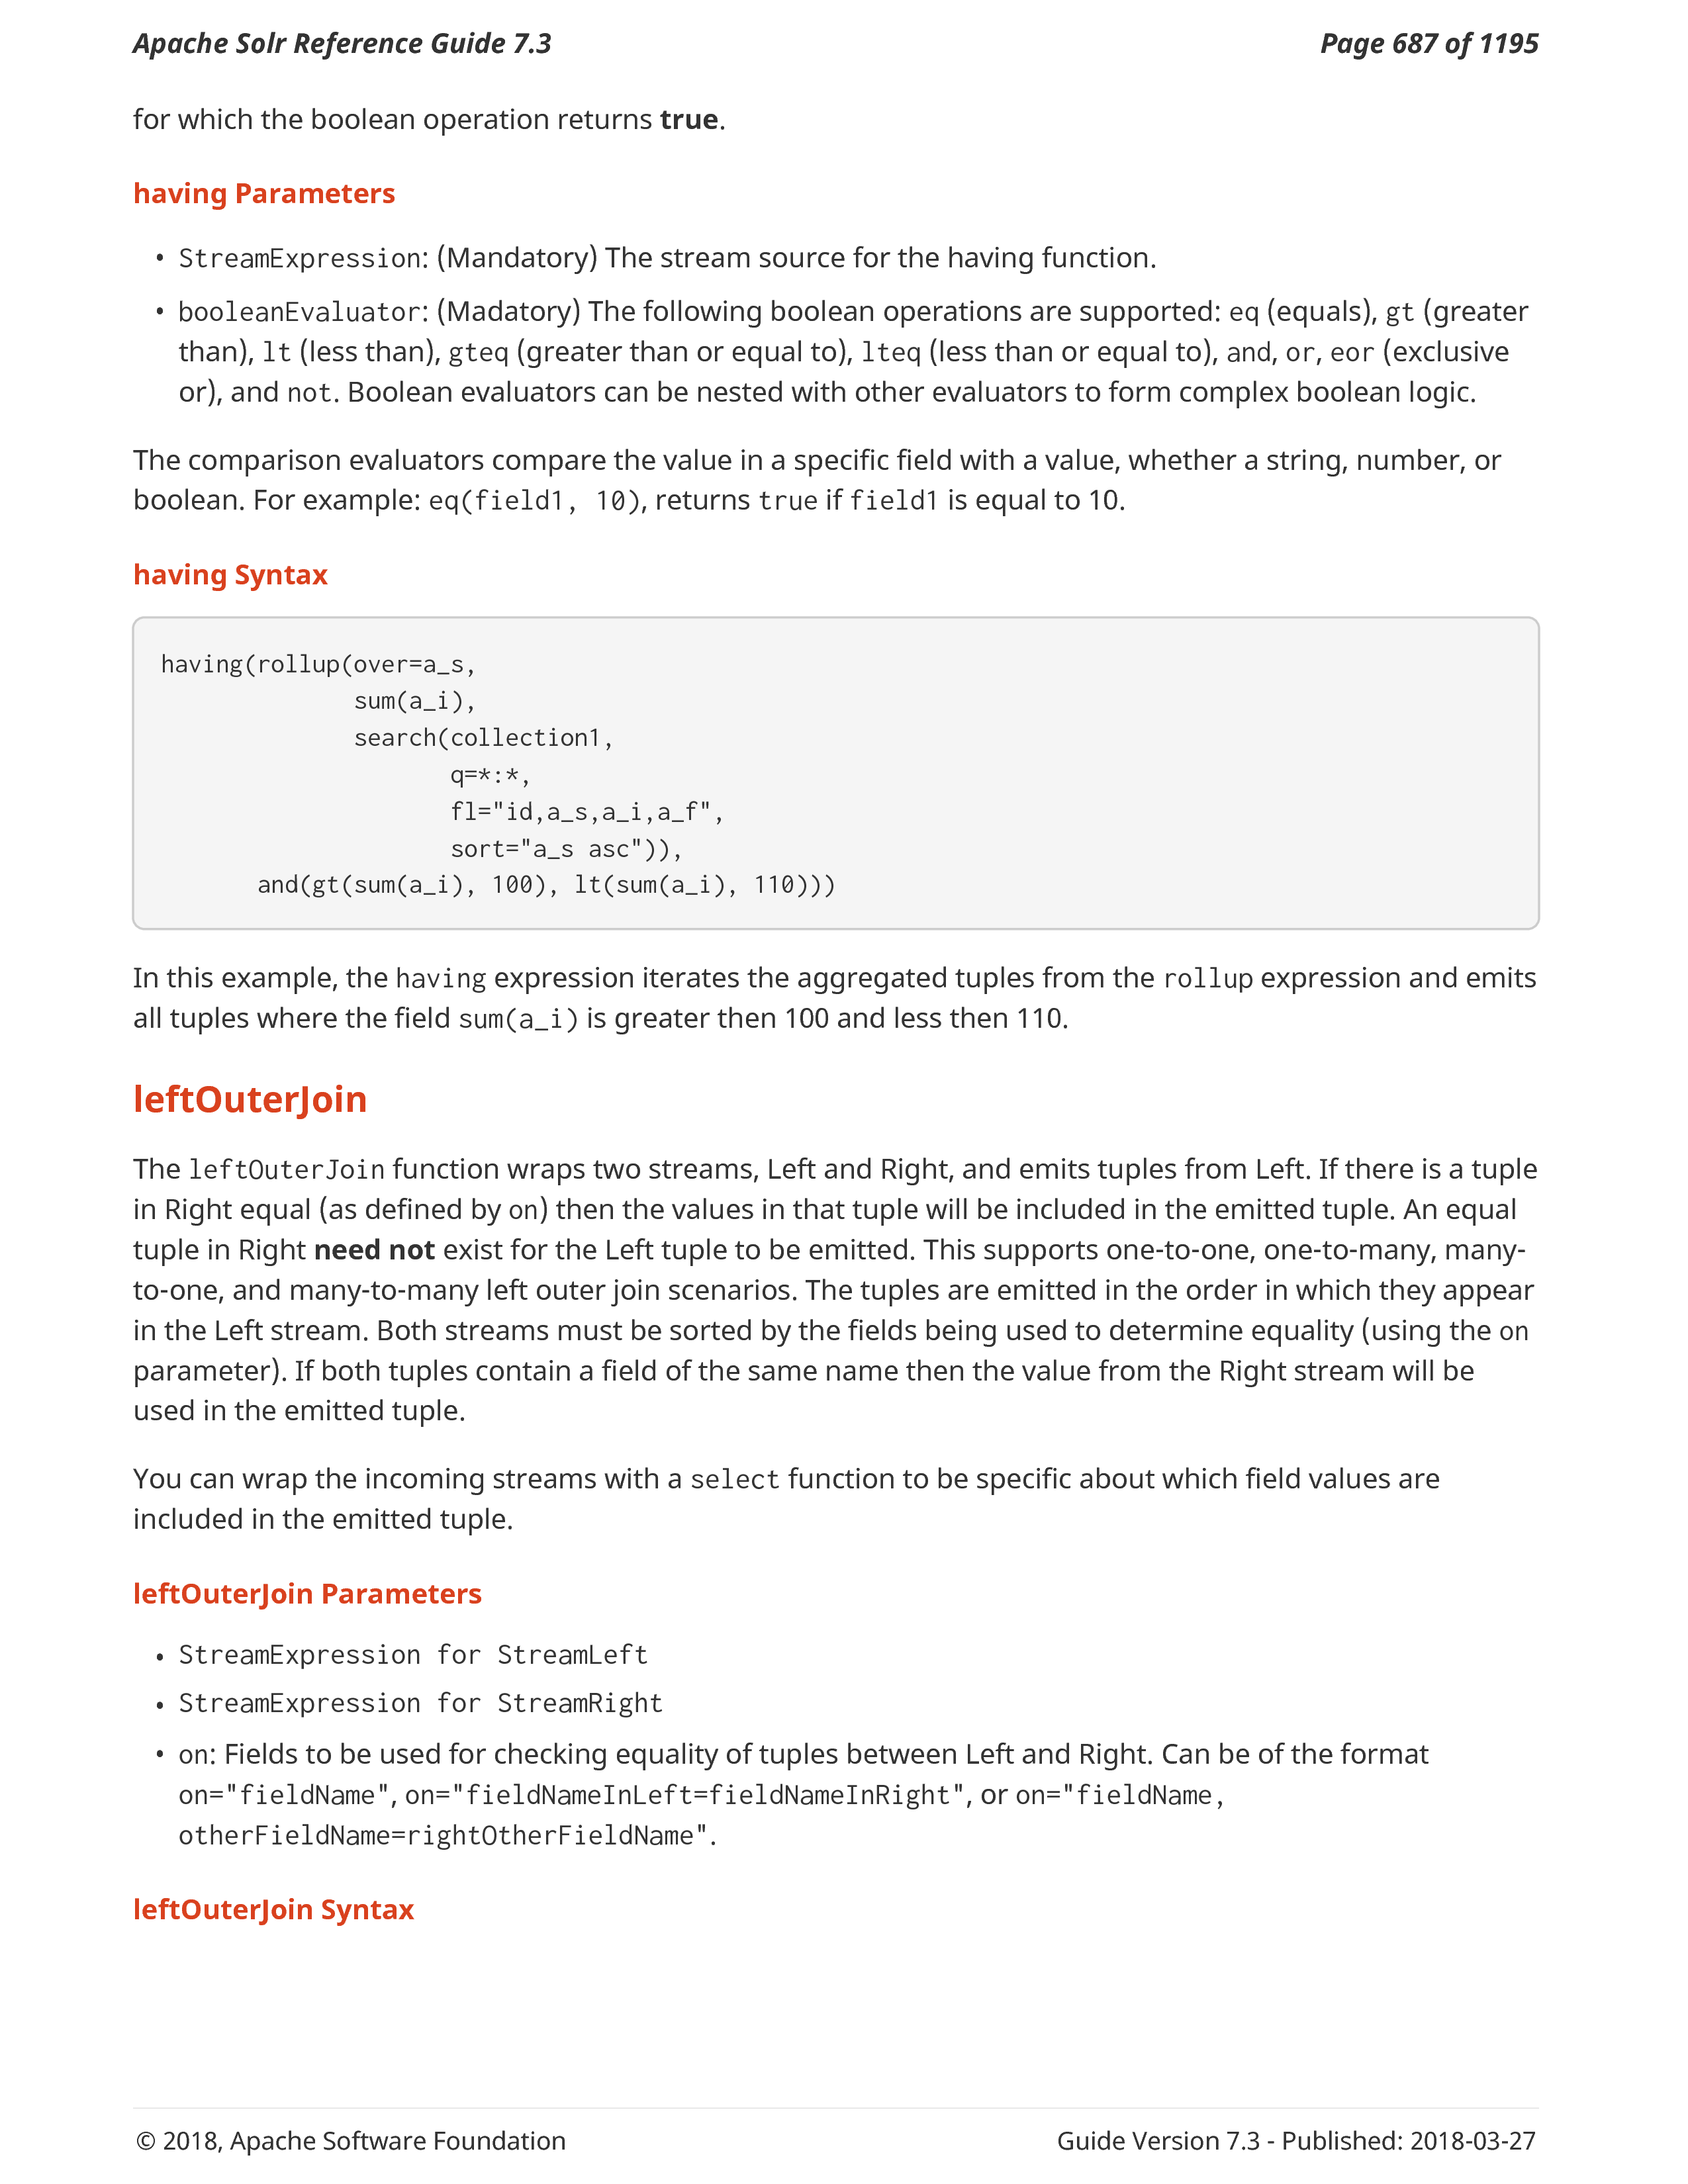 Apache Solr Reference Guide 7.3 Page 687 of 1195
for which the boolean operation returns true.
having Parameters
• StreamExpression: (Mandatory) The stream source for the having function.
• booleanEvaluator: (Madatory) The following boolean operations are supported: eq (equals), gt (greater
than), lt (less than), gteq (greater than or equal to), lteq (less than or equal to), and, or, eor (exclusive
or), and not. Boolean evaluators can be nested with other evaluators to form complex boolean logic.
The comparison evaluators compare the value in a specific field with a value, whether a string, number, or
boolean. For example: eq(field1, 10), returns true if field1 is equal to 10.
having Syntax
having(rollup(over=a_s,
              sum(a_i),
              search(collection1,
                     q=*:*,
                     fl="id,a_s,a_i,a_f",
                     sort="a_s asc")),
       and(gt(sum(a_i), 100), lt(sum(a_i), 110)))
In this example, the having expression iterates the aggregated tuples from the rollup expression and emits
all tuples where the field sum(a_i) is greater then 100 and less then 110.
leftOuterJoin
The leftOuterJoin function wraps two streams, Left and Right, and emits tuples from Left. If there is a tuple
in Right equal (as defined by on) then the values in that tuple will be included in the emitted tuple. An equal
tuple in Right need not exist for the Left tuple to be emitted. This supports one-to-one, one-to-many, many-
to-one, and many-to-many left outer join scenarios. The tuples are emitted in the order in which they appear
in the Left stream. Both streams must be sorted by the fields being used to determine equality (using the on
parameter). If both tuples contain a field of the same name then the value from the Right stream will be
used in the emitted tuple.
You can wrap the incoming streams with a select function to be specific about which field values are
included in the emitted tuple.
leftOuterJoin Parameters
• StreamExpression for StreamLeft
• StreamExpression for StreamRight
• on: Fields to be used for checking equality of tuples between Left and Right. Can be of the format
on="fieldName", on="fieldNameInLeft=fieldNameInRight", or on="fieldName,
otherFieldName=rightOtherFieldName".
leftOuterJoin Syntax
© 2018, Apache Software Foundation Guide Version 7.3 - Published: 2018-03-27